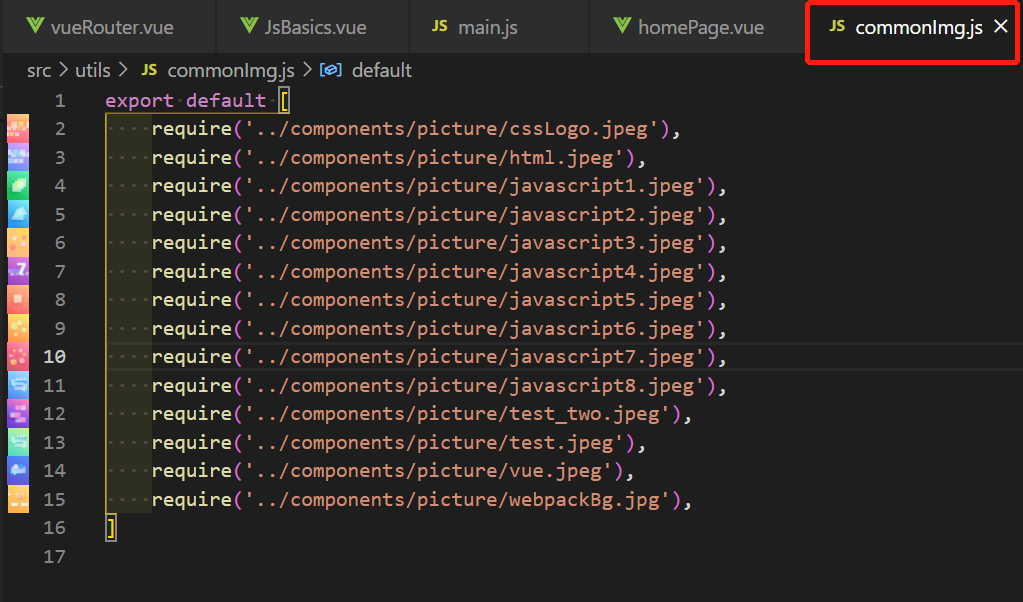 vueRouter.vue JsBasics.vue JS main.js homePage.vue JS commonImg.js
src > utils > JS commonImg.js > default
1 export default [
2 require('../components/picture/cssLogo.jpeg'),
3 require('../components/picture/html.jpeg'),
4 require('../components/picture/javascript1.jpeg'),
5 require('../components/picture/javascript2.jpeg'),
6 require('../components/picture/javascript3.jpeg'),
7 require('../components/picture/javascript4.jpeg'),
8 require('../components/picture/javascript5.jpeg'),
9 require('../components/picture/javascript6.jpeg'),
10 require('../components/picture/javascript7.jpeg'),
11 require('../components/picture/javascript8.jpeg'),
12 require('../components/picture/test_two.jpeg'),
13 require('../components/picture/test.jpeg'),
14 require('../components/picture/vue.jpeg'),
15 require('../components/picture/webpackBg.jpg'),
16 ]
17